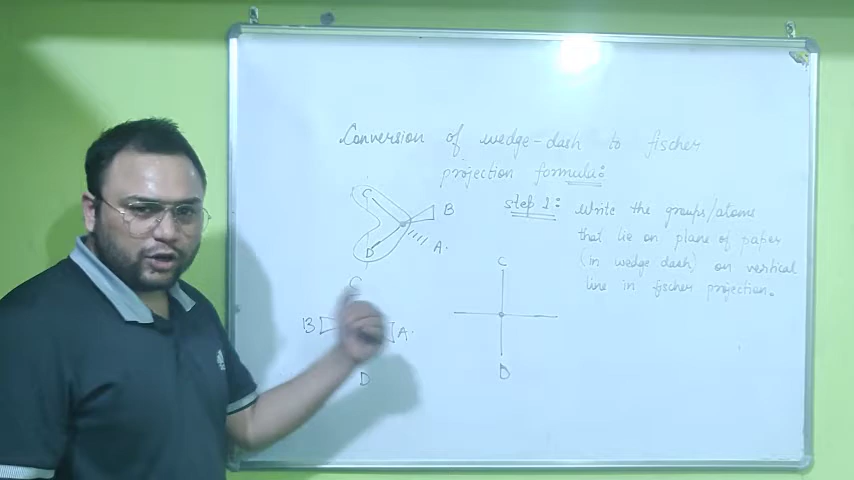 Conversion of wedge-dash to fischer
projection formula:
C
B
D
A.
step 1: Write the groups/atoms
that lie on plane of paper
(in wedge dash) on vertical
line in fischer projection.
C
B
A.
D
C
D